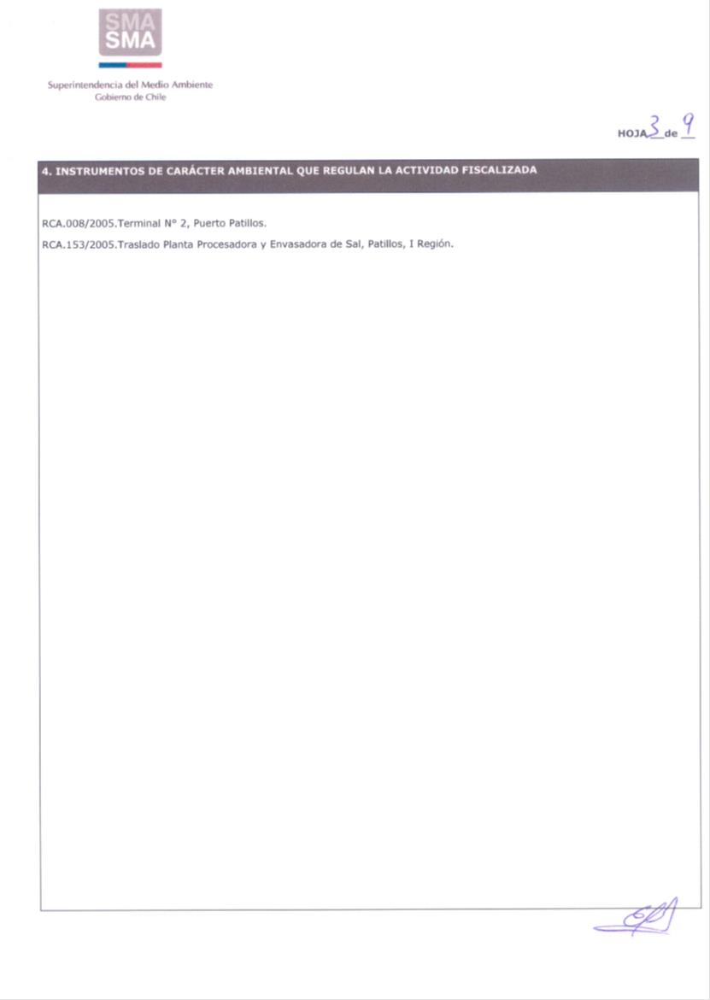 SMA
SMA
Superintendencia del Medio Ambiente
Gobierno de Chile
HOJA 3 de 9
4. INSTRUMENTOS DE CARÁCTER AMBIENTAL QUE REGULAN LA ACTIVIDAD FISCALIZADA
RCA.008/2005.Terminal N° 2, Puerto Patillos.
RCA.153/2005.Traslado Planta Procesadora y Envasadora de Sal, Patillos, I Región.